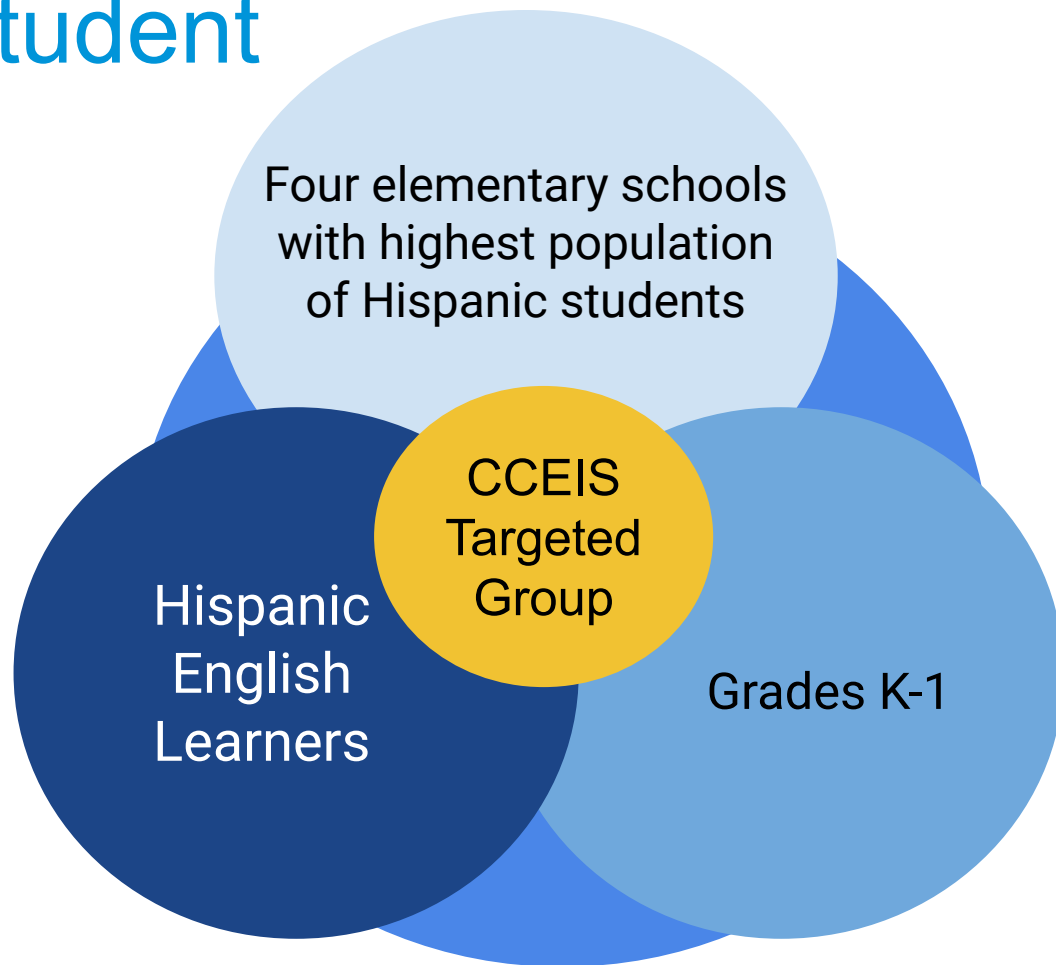 tudent
Four elementary schools
with highest population
of Hispanic students
CCEIS
Targeted
Group
Hispanic
English
Learners
Grades K-1